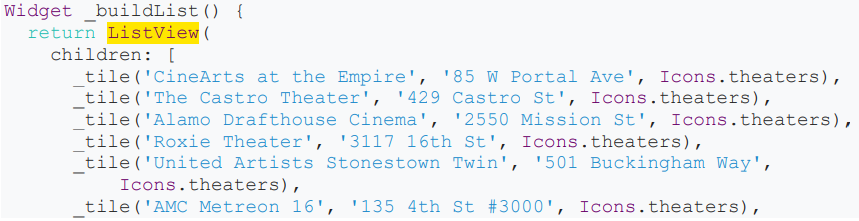 Widget _buildList() {
  return ListView(
    children: [
      _tile('CineArts at the Empire', '85 W Portal Ave', Icons.theaters),
      _tile('The Castro Theater', '429 Castro St', Icons.theaters),
      _tile('Alamo Drafthouse Cinema', '2550 Mission St', Icons.theaters),
      _tile('Roxie Theater', '3117 16th St', Icons.theaters),
      _tile('United Artists Stonestown Twin', '501 Buckingham Way',
          Icons.theaters),
      _tile('AMC Metreon 16', '135 4th St #3000', Icons.theaters),